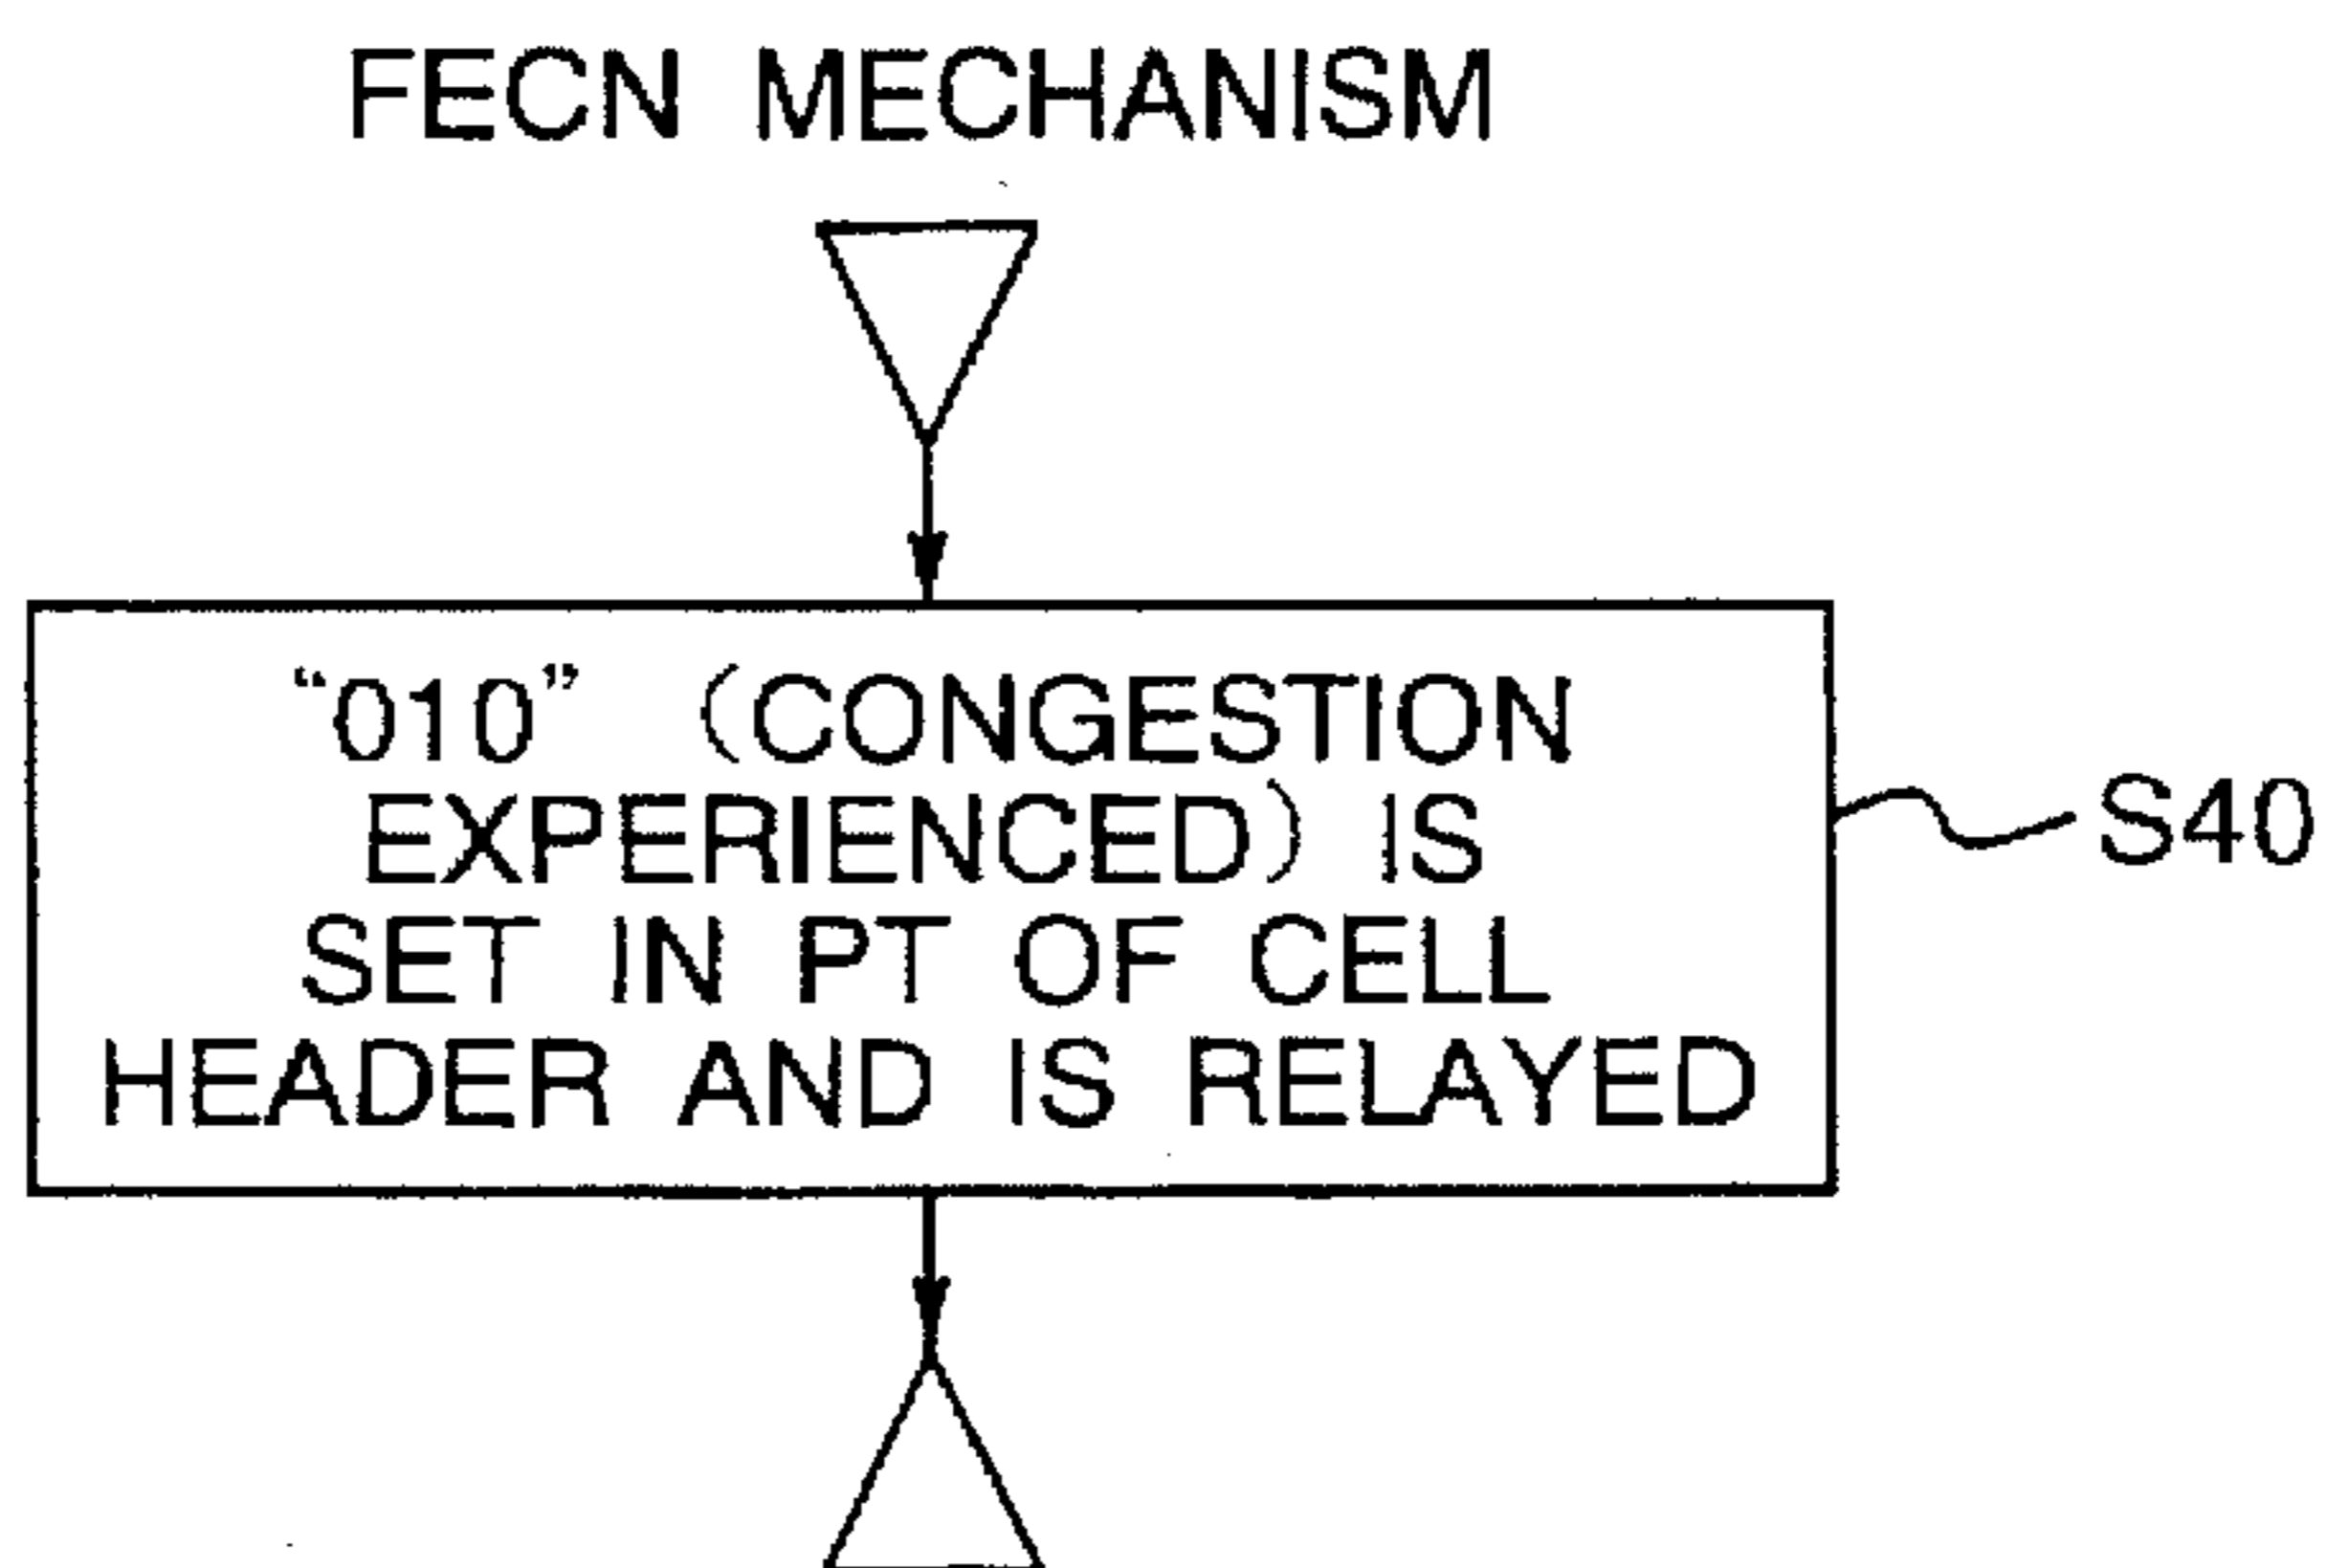 FECN MECHANISM
“010” (CONGESTION
EXPERIENCED) IS
SET IN PT OF CELL
HEADER AND IS RELAYED
S40